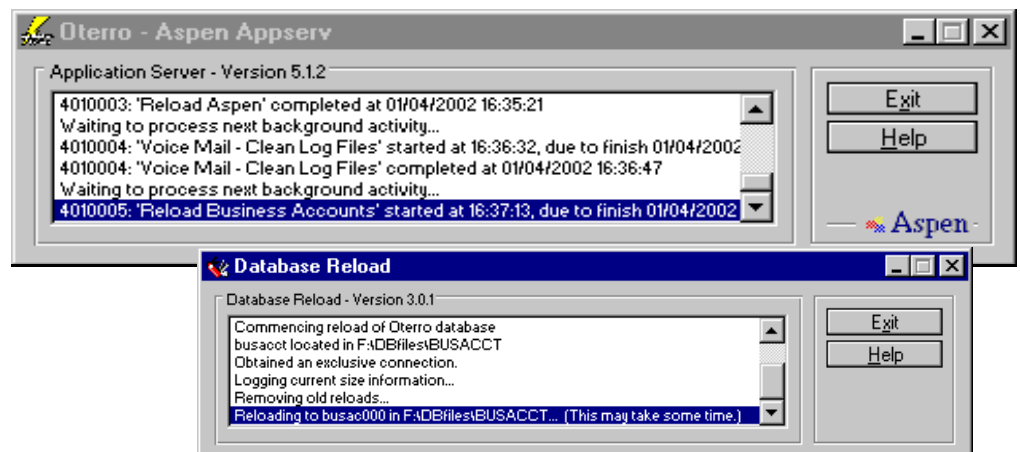 Oterro - Aspen Appserv
Application Server - Version 5.1.2
4010003: 'Reload Aspen' completed at 01/04/2002 16:35:21
Waiting to process next background activity...
4010004: 'Voice Mail - Clean Log Files' started at 16:36:32, due to finish 01/04/2002
4010004: 'Voice Mail - Clean Log Files' completed at 01/04/2002 16:36:47
Waiting to process next background activity...
4010005: 'Reload Business Accounts' started at 16:37:13, due to finish 01/04/2002
Exit
Help
Aspen
Database Reload
Database Reload - Version 3.0.1
Commencing reload of Oterro database
busacct located in F:\DBfiles\BUSACCT
Obtained an exclusive connection.
Logging current size information...
Removing old reloads...
Reloading to busac000 in F:\DBfiles\BUSACCT... (This may take some time.)
Exit
Help